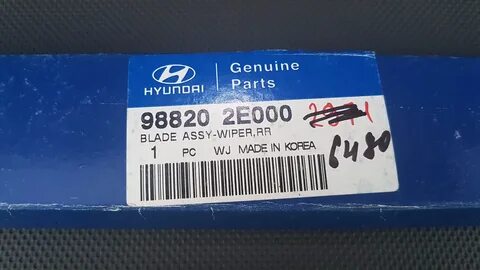 HYUNDAI
Genuine
Parts
98820 2E000
BLADE ASSY-WIPER,RR
1 PC WJ MADE IN KOREA
6480